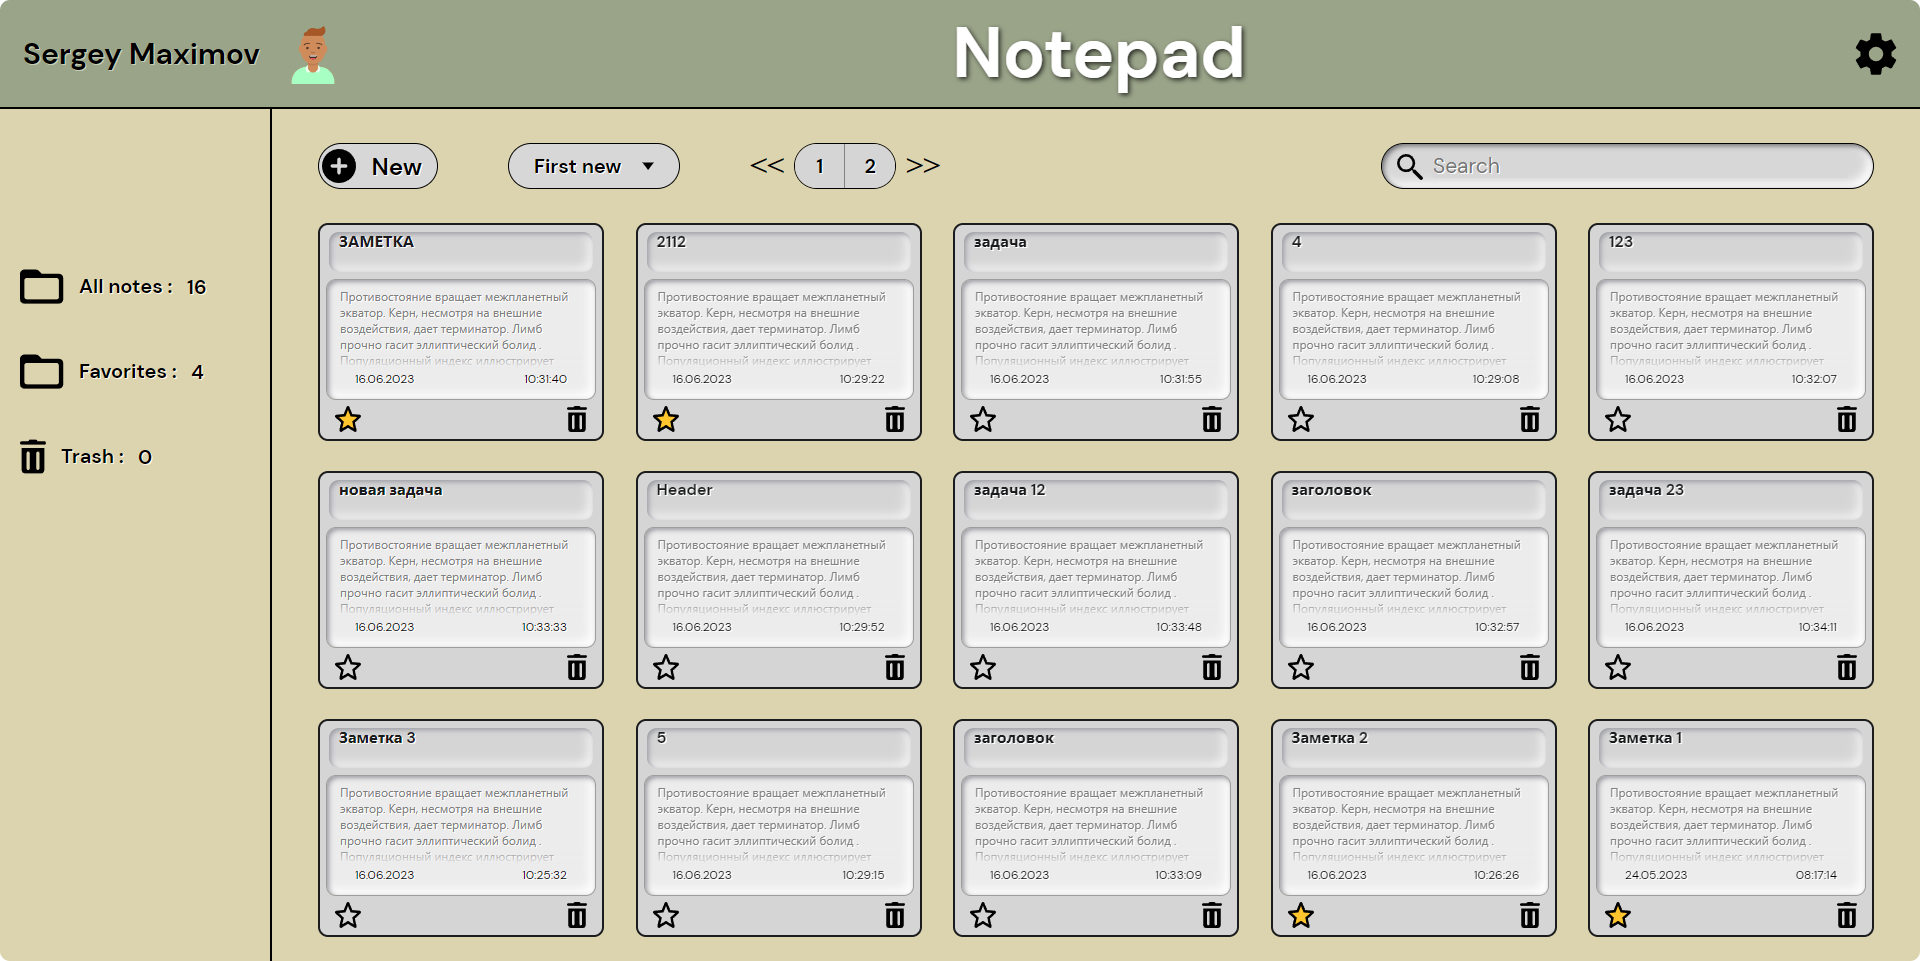 Sergey Maximov
Notepad
New
First new
<< 1 2 >>
Search
All notes : 16
Favorites : 4
Trash : 0
ЗАМЕТКА
Противостояние вращает межпланетный
экватор. Керн, несмотря на внешние
воздействия, дает терминатор. Лимб
прочно гасит эллиптический болид .
Популяционный индекс иллюстрирует
16.06.2023 10:31:40
2112
Противостояние вращает межпланетный
экватор. Керн, несмотря на внешние
воздействия, дает терминатор. Лимб
прочно гасит эллиптический болид .
Популяционный индекс иллюстрирует
16.06.2023 10:29:22
задача
Противостояние вращает межпланетный
экватор. Керн, несмотря на внешние
воздействия, дает терминатор. Лимб
прочно гасит эллиптический болид .
Популяционный индекс иллюстрирует
16.06.2023 10:31:55
4
Противостояние вращает межпланетный
экватор. Керн, несмотря на внешние
воздействия, дает терминатор. Лимб
прочно гасит эллиптический болид .
Популяционный индекс иллюстрирует
16.06.2023 10:29:08
123
Противостояние вращает межпланетный
экватор. Керн, несмотря на внешние
воздействия, дает терминатор. Лимб
прочно гасит эллиптический болид .
Популяционный индекс иллюстрирует
16.06.2023 10:32:07
новая задача
Противостояние вращает межпланетный
экватор. Керн, несмотря на внешние
воздействия, дает терминатор. Лимб
прочно гасит эллиптический болид .
Популяционный индекс иллюстрирует
16.06.2023 10:33:33
Header
Противостояние вращает межпланетный
экватор. Керн, несмотря на внешние
воздействия, дает терминатор. Лимб
прочно гасит эллиптический болид .
Популяционный индекс иллюстрирует
16.06.2023 10:29:52
задача 12
Противостояние вращает межпланетный
экватор. Керн, несмотря на внешние
воздействия, дает терминатор. Лимб
прочно гасит эллиптический болид .
Популяционный индекс иллюстрирует
16.06.2023 10:33:48
заголовок
Противостояние вращает межпланетный
экватор. Керн, несмотря на внешние
воздействия, дает терминатор. Лимб
прочно гасит эллиптический болид .
Популяционный индекс иллюстрирует
16.06.2023 10:32:57
задача 23
Противостояние вращает межпланетный
экватор. Керн, несмотря на внешние
воздействия, дает терминатор. Лимб
прочно гасит эллиптический болид .
Популяционный индекс иллюстрирует
16.06.2023 10:34:11
Заметка 3
Противостояние вращает межпланетный
экватор. Керн, несмотря на внешние
воздействия, дает терминатор. Лимб
прочно гасит эллиптический болид .
Популяционный индекс иллюстрирует
16.06.2023 10:25:32
5
Противостояние вращает межпланетный
экватор. Керн, несмотря на внешние
воздействия, дает терминатор. Лимб
прочно гасит эллиптический болид .
Популяционный индекс иллюстрирует
16.06.2023 10:29:15
заголовок
Противостояние вращает межпланетный
экватор. Керн, несмотря на внешние
воздействия, дает терминатор. Лимб
прочно гасит эллиптический болид .
Популяционный индекс иллюстрирует
16.06.2023 10:33:09
Заметка 2
Противостояние вращает межпланетный
экватор. Керн, несмотря на внешние
воздействия, дает терминатор. Лимб
прочно гасит эллиптический болид .
Популяционный индекс иллюстрирует
16.06.2023 10:26:26
Заметка 1
Противостояние вращает межпланетный
экватор. Керн, несмотря на внешние
воздействия, дает терминатор. Лимб
прочно гасит эллиптический болид .
Популяционный индекс иллюстрирует
24.05.2023 08:17:14